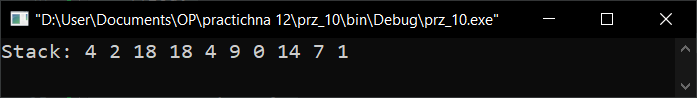 "D:\User\Documents\OP\practichna 12\prz_10\bin\Debug\prz_10.exe"
Stack: 4 2 18 18 4 9 0 14 7 1